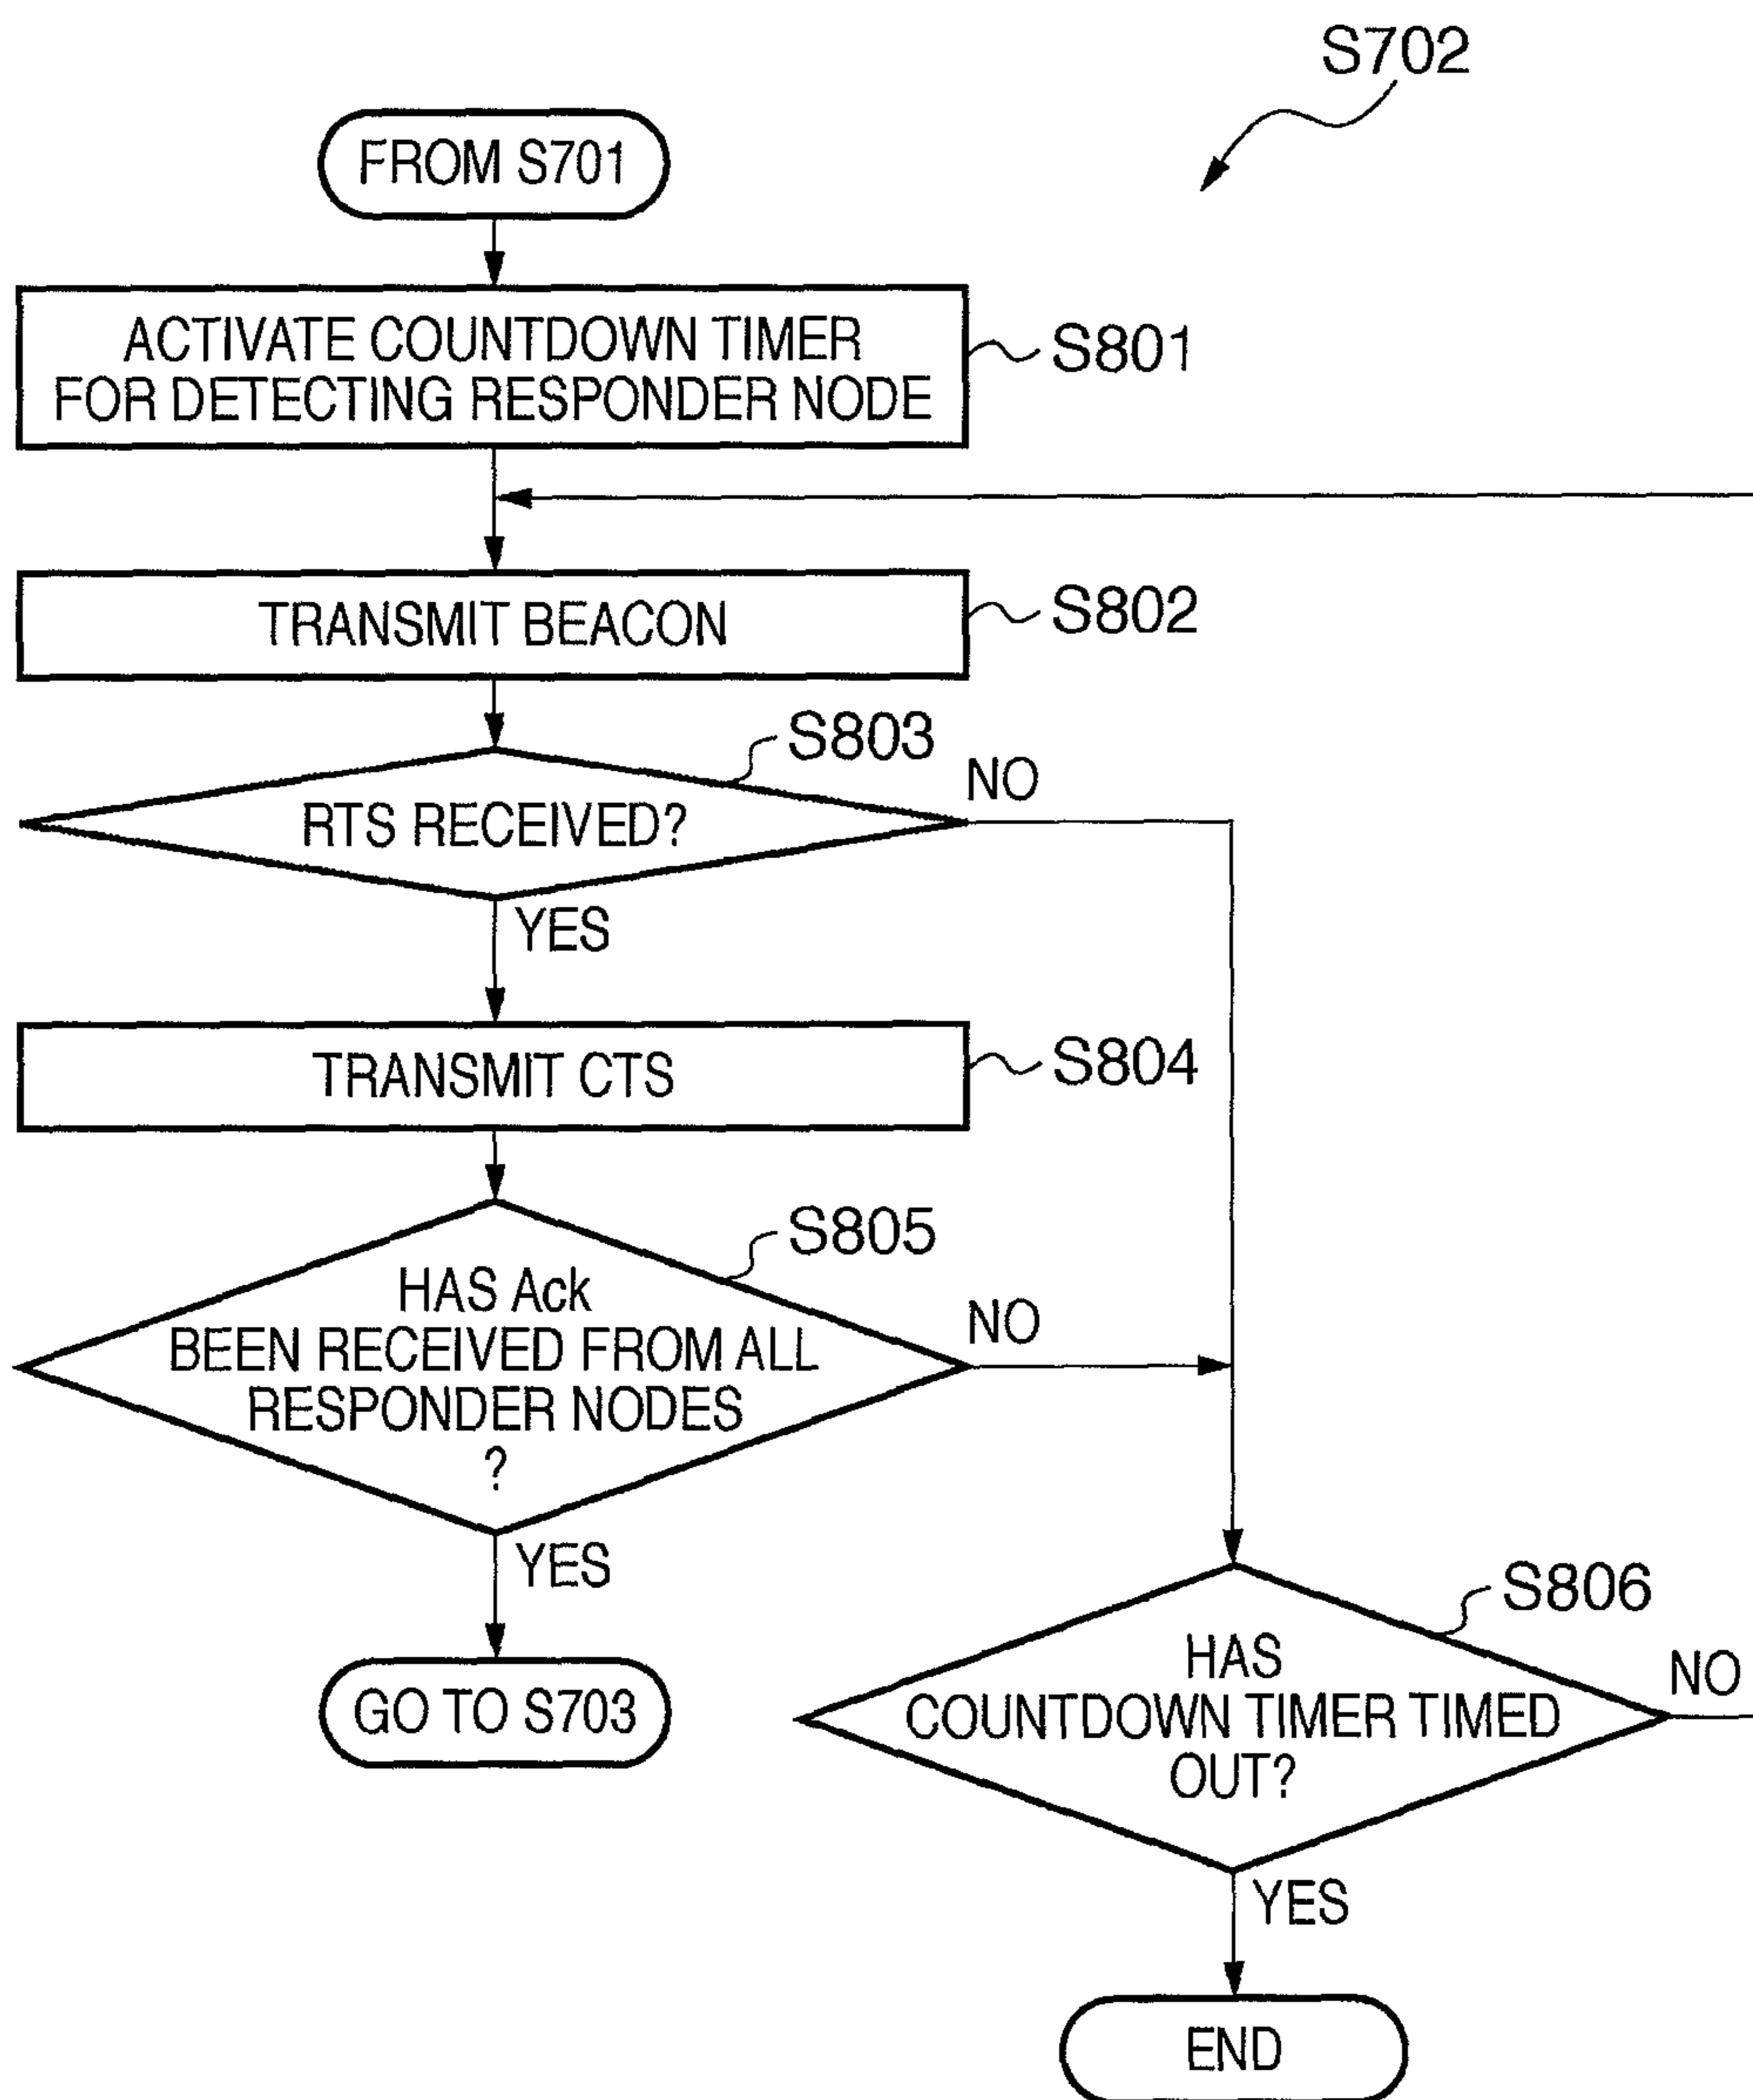 S702
FROM S701
ACTIVATE COUNTDOWN TIMER
FOR DETECTING RESPONDER NODE
S801
TRANSMIT BEACON
S802
S803
RTS RECEIVED?
NO
YES
TRANSMIT CTS
S804
S805
HAS Ack
BEEN RECEIVED FROM ALL
RESPONDER NODES
?
NO
YES
GO TO S703
S806
HAS
COUNTDOWN TIMER TIMED
OUT?
NO
YES
END